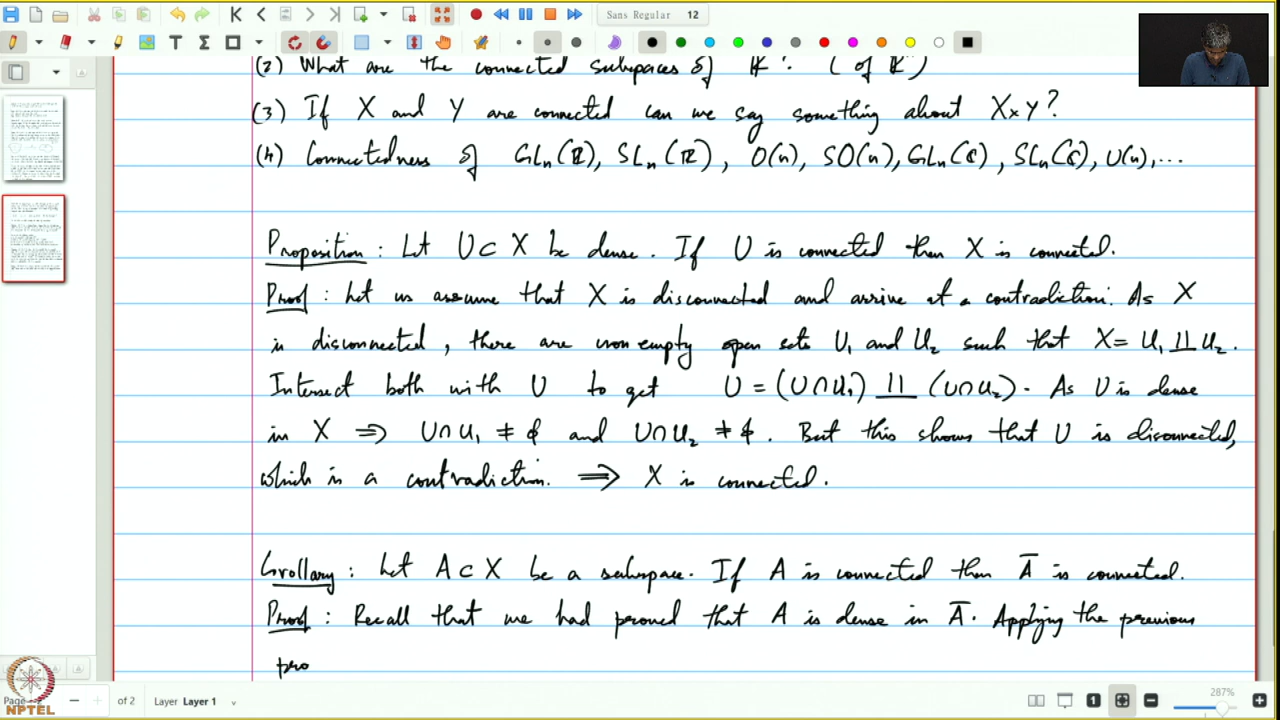 Sans Regular 12
(2) What are the connected subspaces of ℝ? (of ℝⁿ)
(3) If X and Y are connected can we say something about X×Y?
(4) Connectedness of GLn(ℝ), SLn(ℝ), O(n), SO(n), GLn(ℂ), SLn(ℂ), U(n), ...
Proposition: Let U⊂X be dense. If U is connected then X is connected.
Proof: Let us assume that X is disconnected and arrive at a contradiction. As X
is disconnected, there are non empty open sets U₁ and U₂ such that X = U₁ ⨿ U₂.
Intersect both with U to get U = (U∩U₁) ⨿ (U∩U₂). As U is dense
in X ⇒ U∩U₁ ≠ ϕ and U∩U₂ ≠ ϕ. But this shows that U is disconnected,
which is a contradiction. ⇒ X is connected.
Corollary: Let A⊂X be a subspace. If A is connected then Ā is connected.
Proof: Recall that we had proved that A is dense in Ā. Applying the previous
pro
Page
of 2
Layer Layer 1
287%
NPTEL